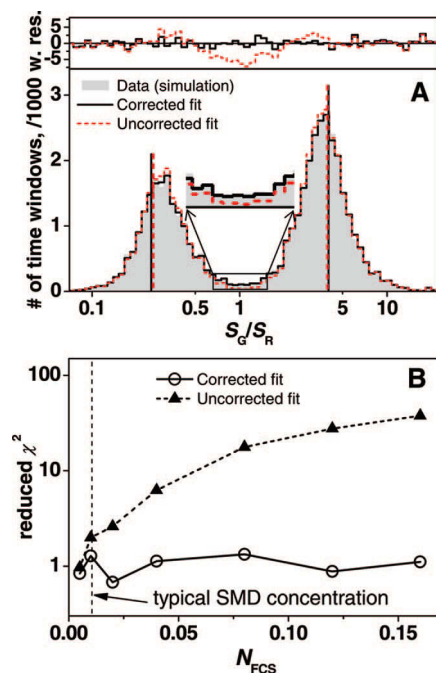 5
0
-5
w. res.
Data (simulation)
Corrected fit
Uncorrected fit
A
# of time windows, /1000
3
2
1
0
0.1
0.5
1
5
10
S_G/S_R
B
Corrected fit
Uncorrected fit
reduced χ²
100
10
1
typical SMD concentration
0.00
0.05
0.10
0.15
N_FCS